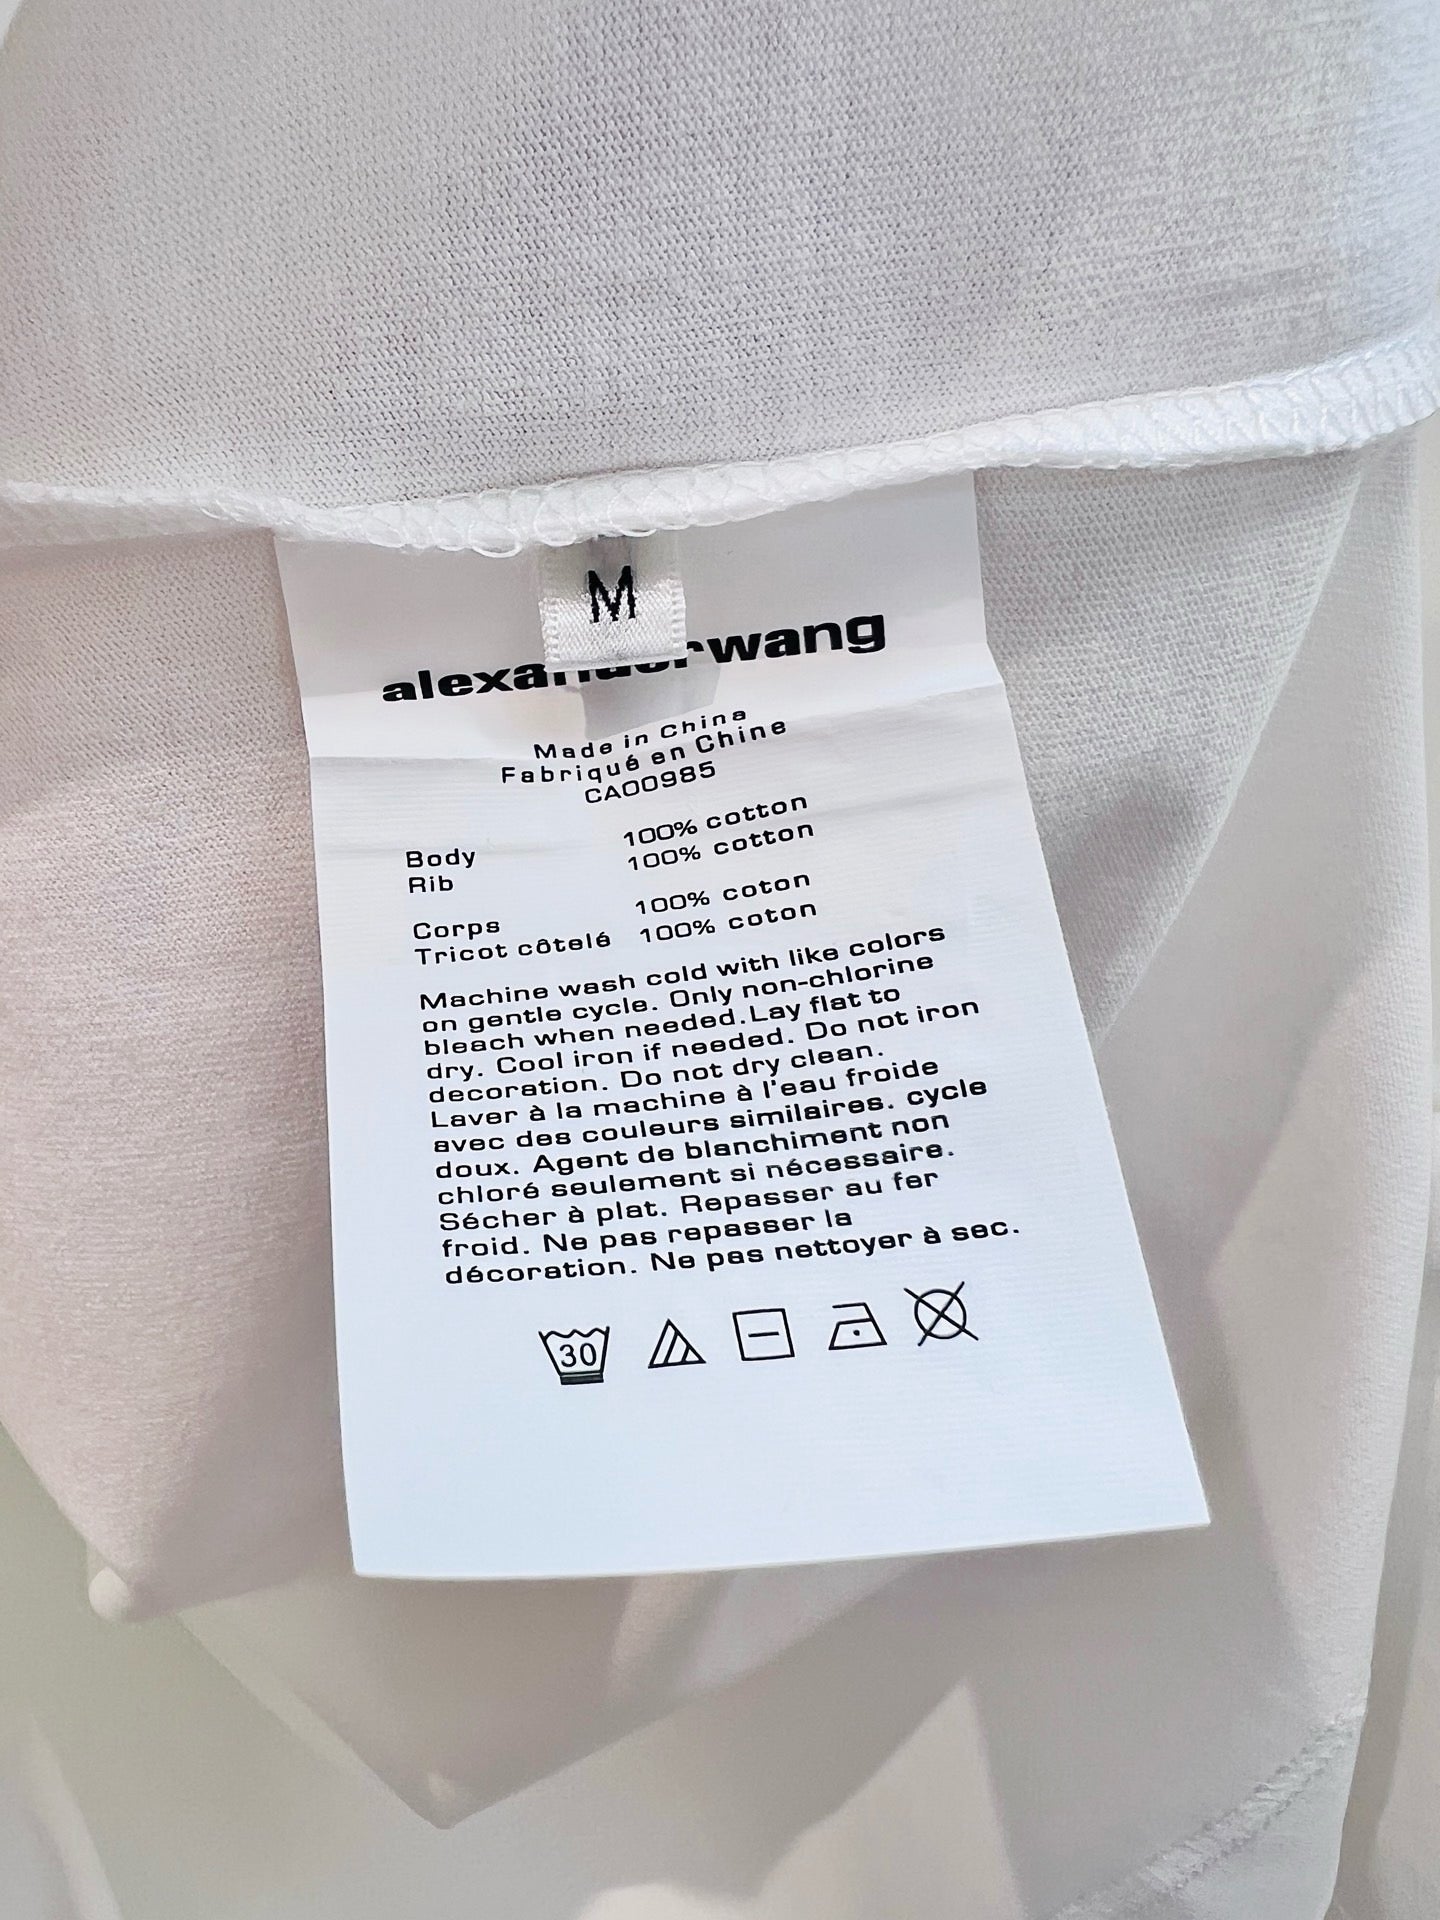 M
alexanderwang
Made in China
Fabriqué en Chine
CA00985
Body 100% cotton
Rib 100% cotton
Corps 100% coton
Tricot côtelé 100% coton
Machine wash cold with like colors
on gentle cycle. Only non-chlorine
bleach when needed.Lay flat to
dry. Cool iron if needed. Do not iron
decoration. Do not dry clean.
Laver à la machine à l'eau froide
avec des couleurs similaires. cycle
doux. Agent de blanchiment non
chloré seulement si nécessaire.
Sécher à plat. Repasser au fer
froid. Ne pas repasser la
décoration. Ne pas nettoyer à sec.
30